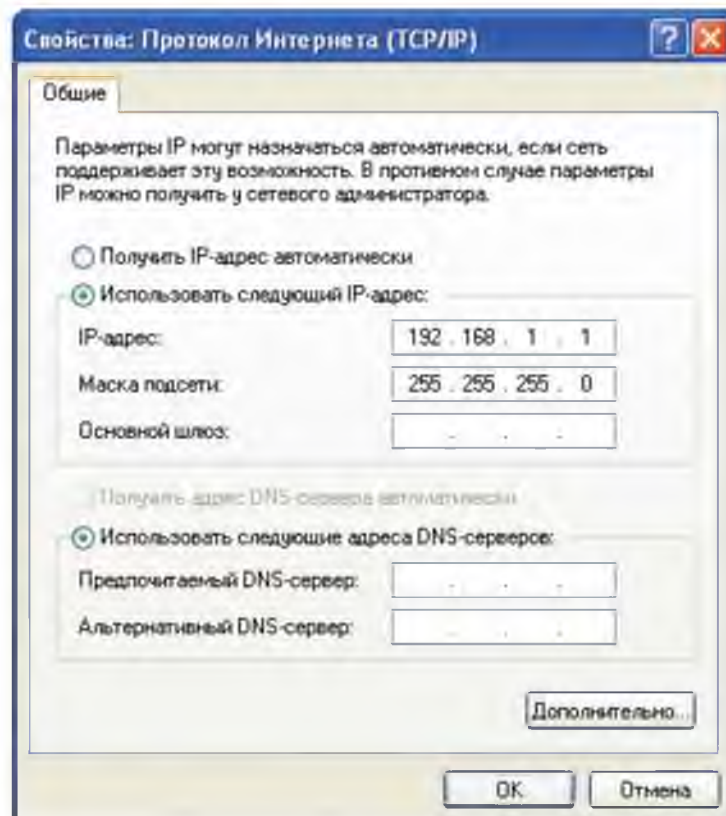 Свойства: Протокол Интернета (TCP/IP)
Общие
Параметры IP могут назначаться автоматически, если сеть
поддерживает эту возможность. В противном случае параметры
IP можно получить у сетевого администратора.
Получить IP-адрес автоматически
Использовать следующий IP-адрес:
IP-адрес: 192 . 168 . 1 . 1
Маска подсети: 255 . 255 . 255 . 0
Основной шлюз: . . .
Получить адрес DNS-сервера автоматически
Использовать следующие адреса DNS-серверов:
Предпочитаемый DNS-сервер: . . .
Альтернативный DNS-сервер: . . .
Дополнительно...
OK Отмена